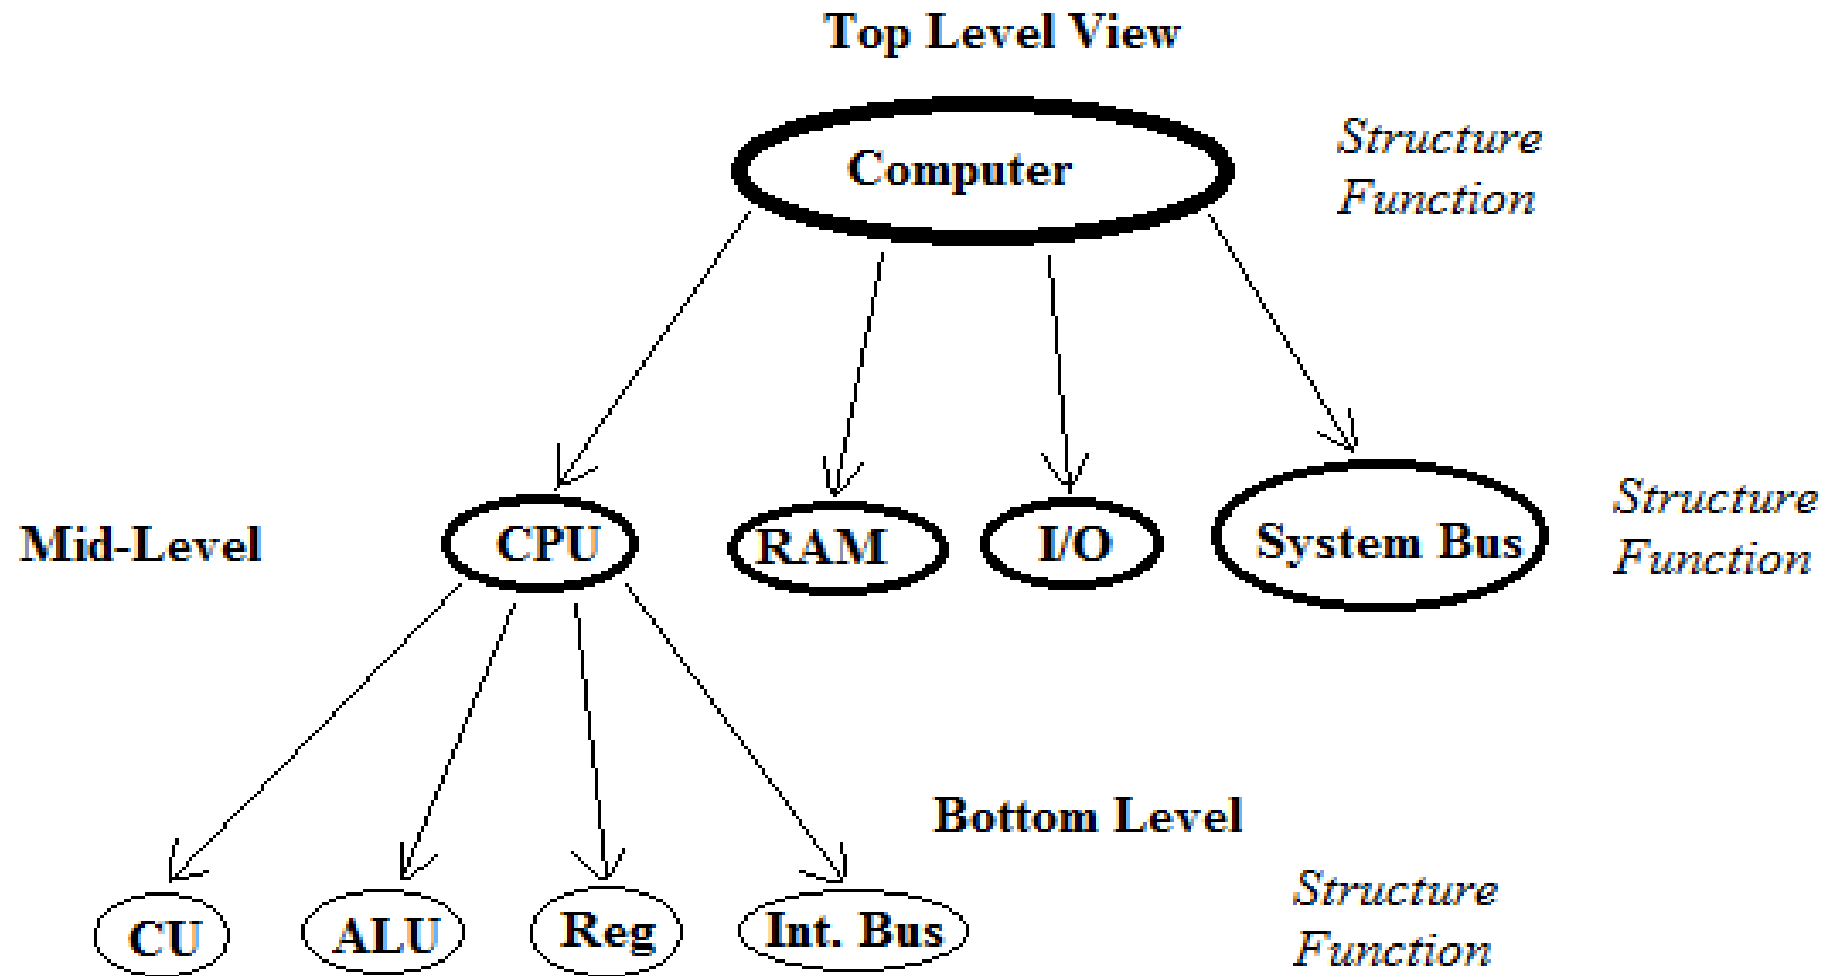 Top Level View
Computer
Structure
Function
Mid-Level
CPU
RAM
I/O
System Bus
Structure
Function
Bottom Level
CU
ALU
Reg
Int. Bus
Structure
Function